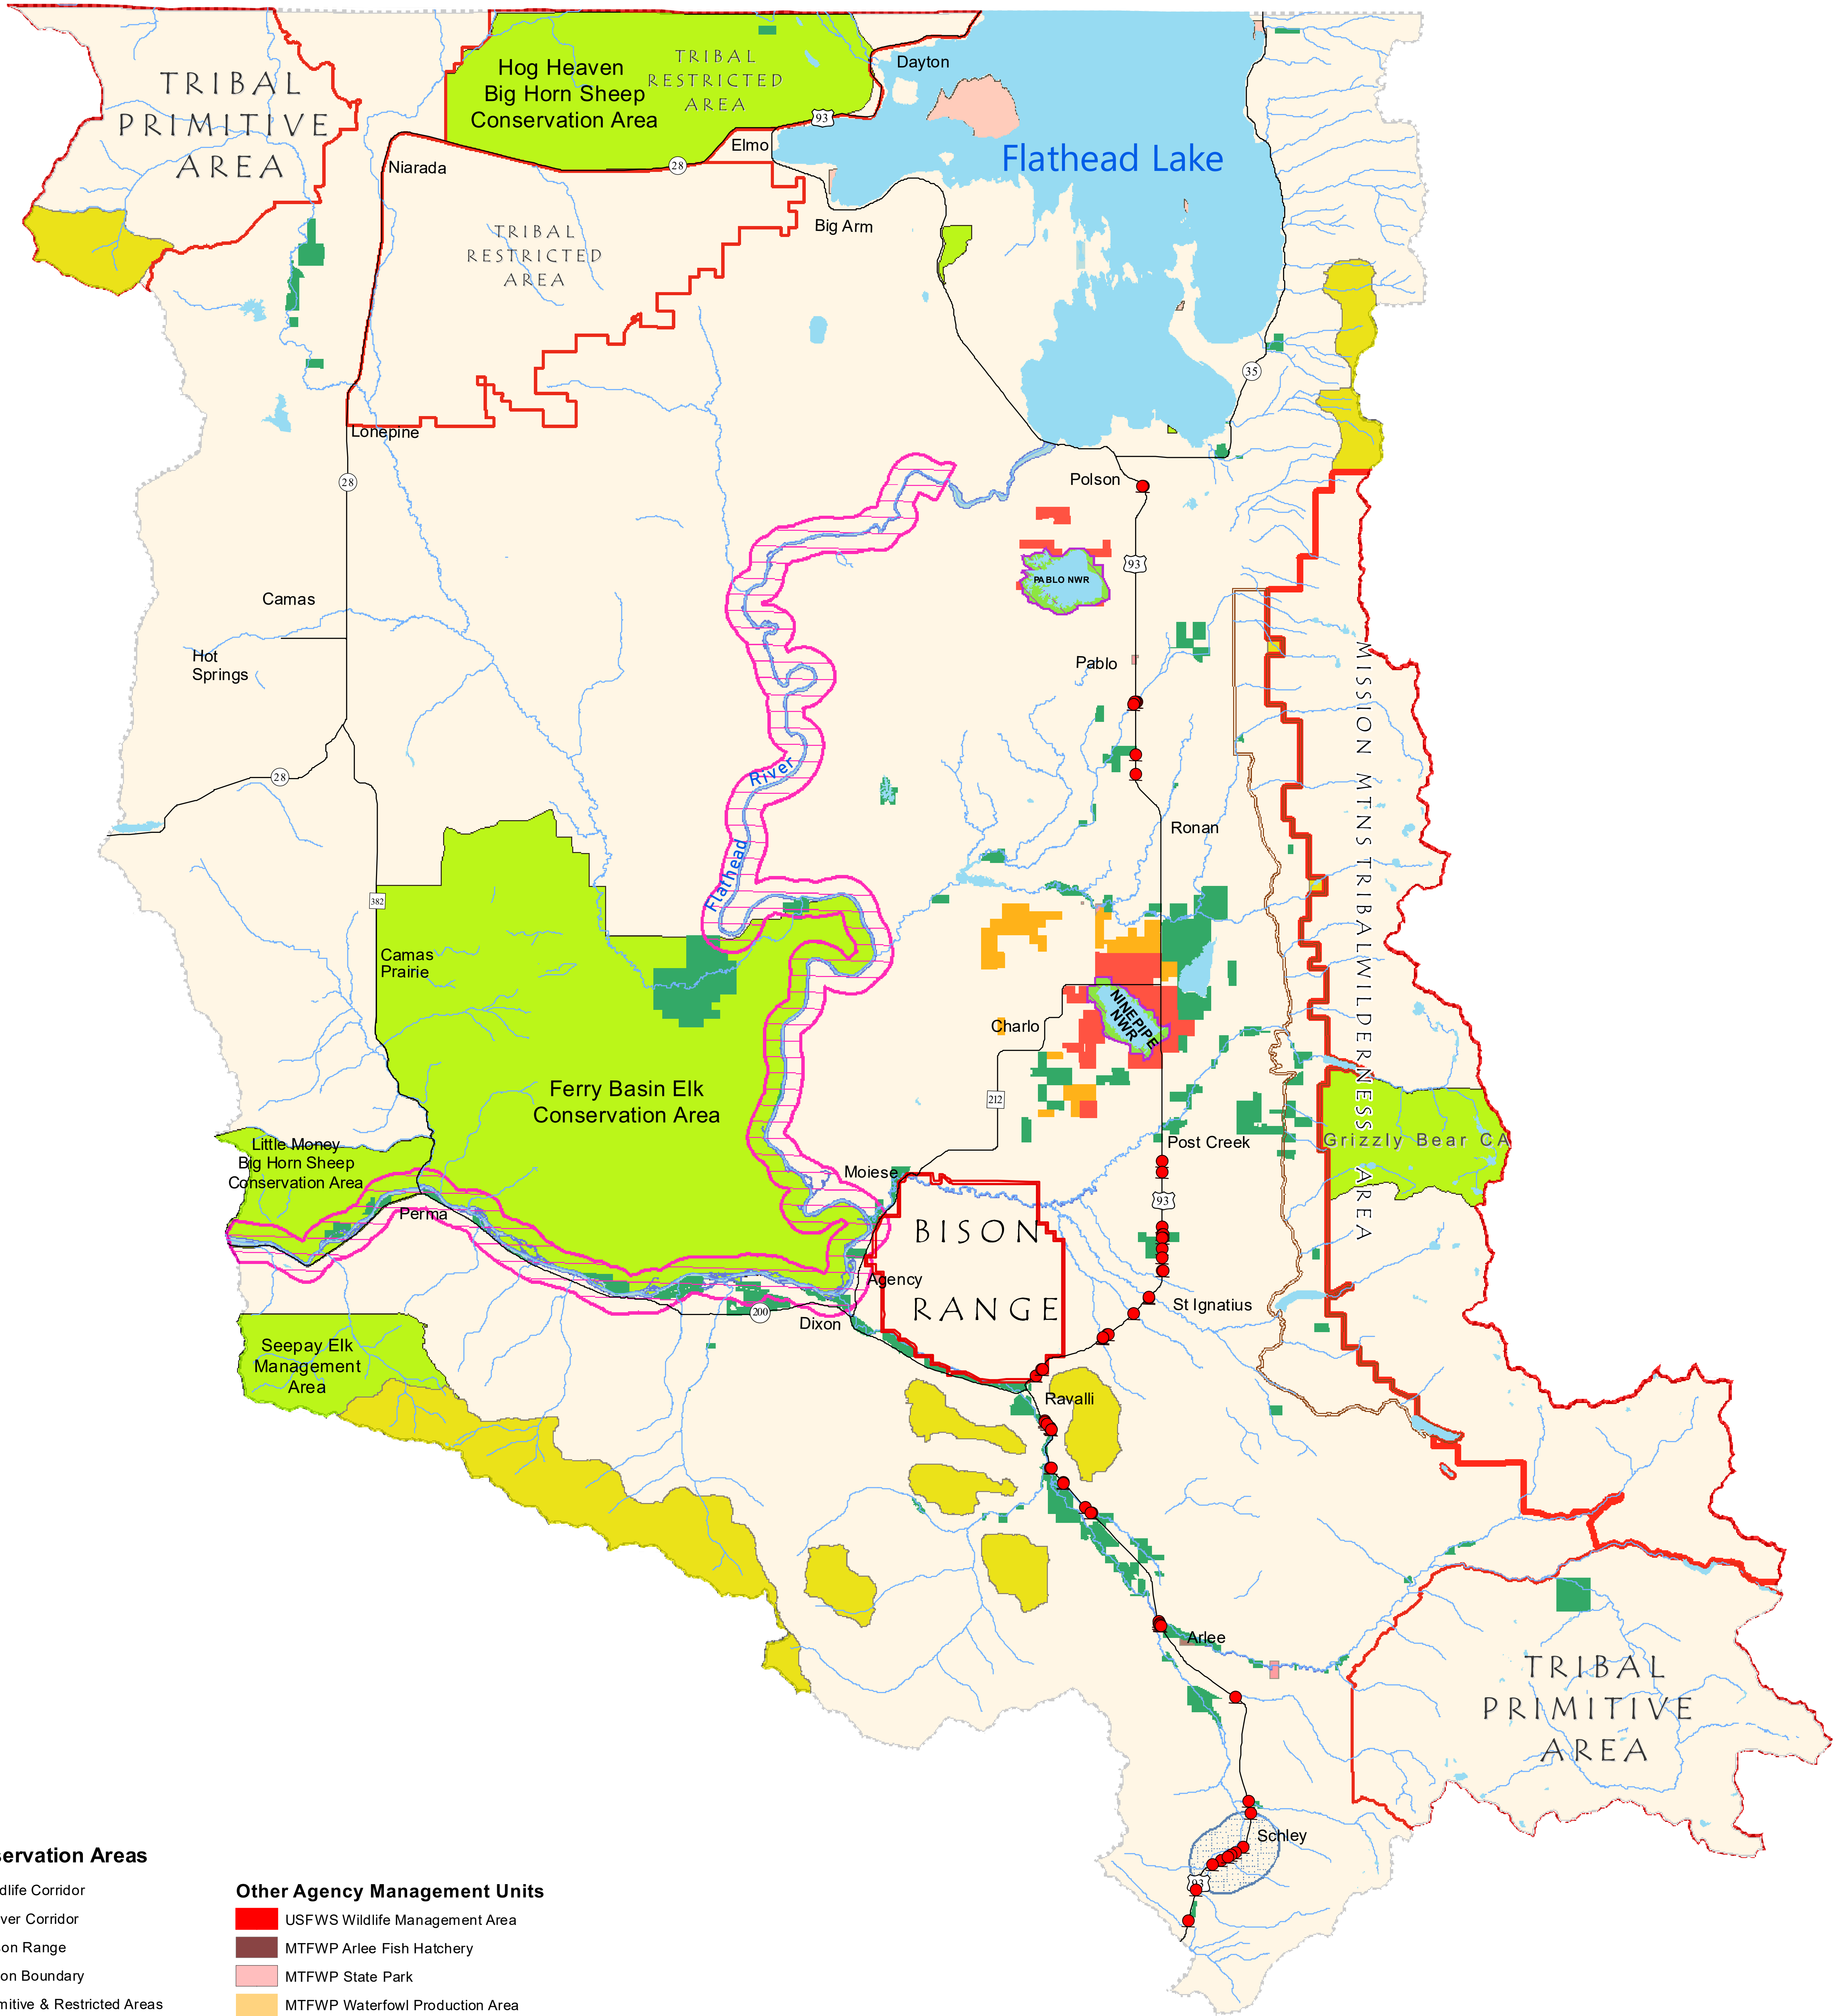 TRIBAL
PRIMITIVE
AREA
Hog Heaven
Big Horn Sheep
Conservation Area
TRIBAL
RESTRICTED
AREA
Dayton
93
Elmo
28
Niarada
Flathead Lake
Big Arm
TRIBAL
RESTRICTED
AREA
35
Lonepine
28
Polson
93
PABLO NWR
Camas
Hot
Springs
Pablo
MISSION MTNS TRIBAL WILDERNESS AREA
28
Flathead River
Ronan
382
Camas
Prairie
Charlo
NINEPIPE
NWR
212
Ferry Basin Elk
Conservation Area
Post Creek
Grizzly Bear CA
Little Money
Big Horn Sheep
Conservation Area
Moiese
93
Perma
BISON
RANGE
Agency
200
Dixon
St Ignatius
Seepay Elk
Management
Area
Ravalli
Arlee
TRIBAL
PRIMITIVE
AREA
Schley
93
servation Areas
dlife Corridor
ver Corridor
on Range
on Boundary
mitive & Restricted Areas
Other Agency Management Units
USFWS Wildlife Management Area
MTFWP Arlee Fish Hatchery
MTFWP State Park
MTFWP Waterfowl Production Area